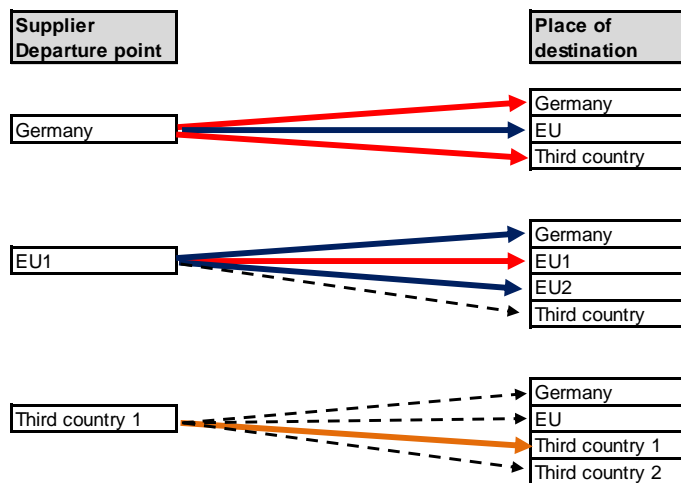 Supplier
Departure point
Place of
destination
Germany
Germany
EU
Third country
EU1
Germany
EU1
EU2
Third country
Third country 1
Germany
EU
Third country 1
Third country 2